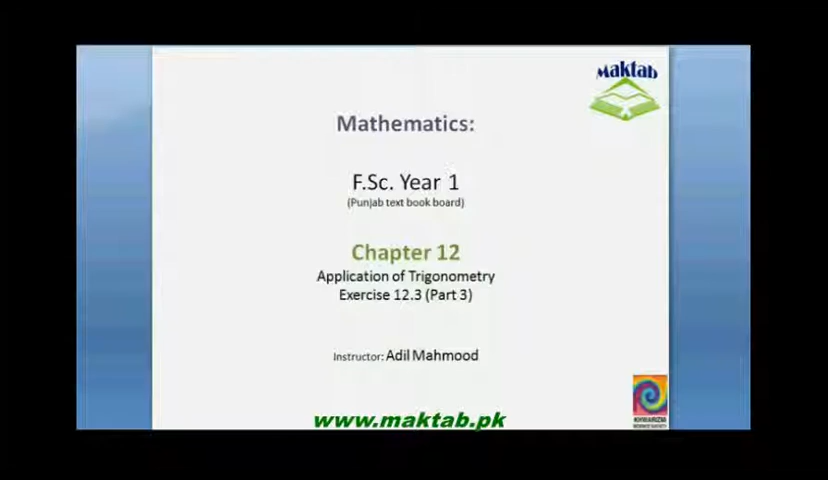 Maktab
Mathematics:
F.Sc. Year 1
(Punjab text book board)
Chapter 12
Application of Trigonometry
Exercise 12.3 (Part 3)
Instructor: Adil Mahmood
www.maktab.pk